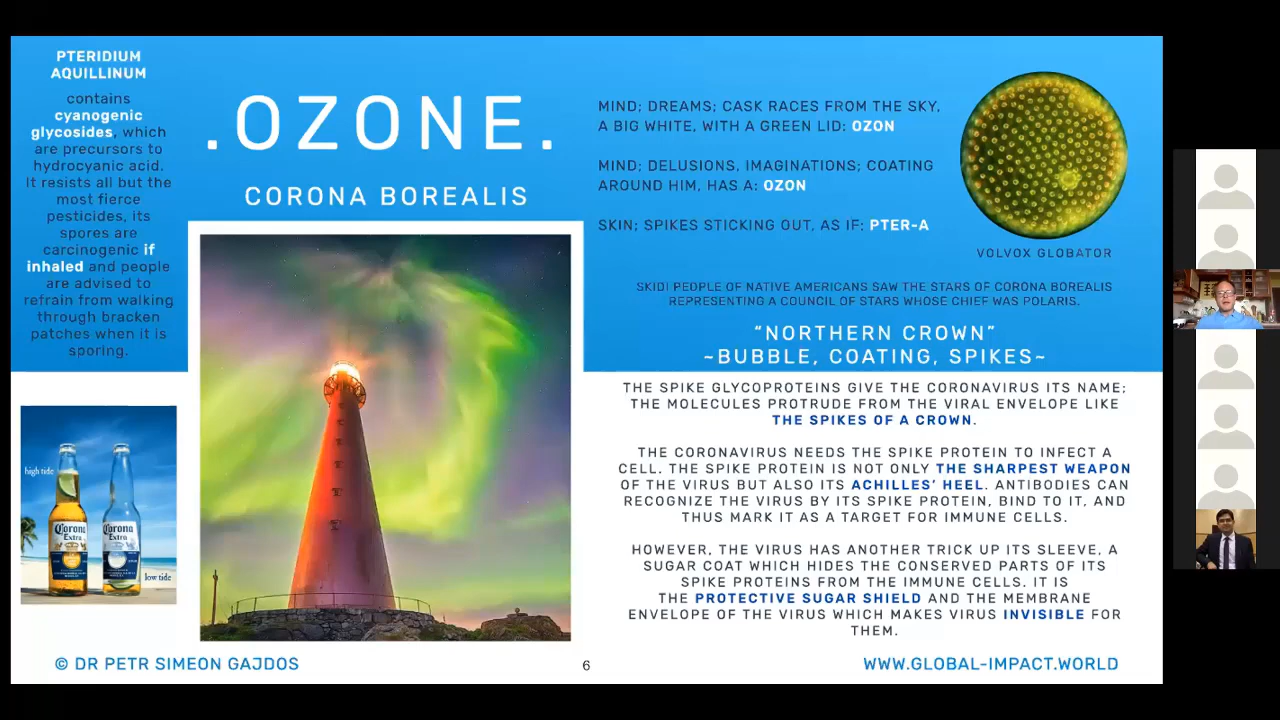 PTERIDIUM
AQUILLINUM
contains
cyanogenic
glycosides, which
are precursors to
hydrocyanic acid.
It resists all but the
most fierce
pesticides, its
spores are
carcinogenic if
inhaled and people
are advised to
refrain from walking
through bracken
patches when it is
sporing.
.OZONE.
CORONA BOREALIS
MIND; DREAMS; CASK RACES FROM THE SKY,
A BIG WHITE, WITH A GREEN LID: OZON
MIND; DELUSIONS, IMAGINATIONS; COATING
AROUND HIM, HAS A: OZON
SKIN; SPIKES STICKING OUT, AS IF: PTER-A
VOLVOX GLOBATOR
SKIDI PEOPLE OF NATIVE AMERICANS SAW THE STARS OF CORONA BOREALIS
REPRESENTING A COUNCIL OF STARS WHOSE CHIEF WAS POLARIS.
"NORTHERN CROWN"
~BUBBLE, COATING, SPIKES~
THE SPIKE GLYCOPROTEINS GIVE THE CORONAVIRUS ITS NAME;
THE MOLECULES PROTRUDE FROM THE VIRAL ENVELOPE LIKE
THE SPIKES OF A CROWN.
THE CORONAVIRUS NEEDS THE SPIKE PROTEIN TO INFECT A
CELL. THE SPIKE PROTEIN IS NOT ONLY THE SHARPEST WEAPON
OF THE VIRUS BUT ALSO ITS ACHILLES' HEEL. ANTIBODIES CAN
RECOGNIZE THE VIRUS BY ITS SPIKE PROTEIN, BIND TO IT, AND
THUS MARK IT AS A TARGET FOR IMMUNE CELLS.
HOWEVER, THE VIRUS HAS ANOTHER TRICK UP ITS SLEEVE, A
SUGAR COAT WHICH HIDES THE CONSERVED PARTS OF ITS
SPIKE PROTEINS FROM THE IMMUNE CELLS. IT IS
THE PROTECTIVE SUGAR SHIELD AND THE MEMBRANE
ENVELOPE OF THE VIRUS WHICH MAKES VIRUS INVISIBLE FOR
THEM.
high tide
Corona
Extra
Corona
Extra
low tide
© DR PETR SIMEON GAJDOS
6
WWW.GLOBAL-IMPACT.WORLD